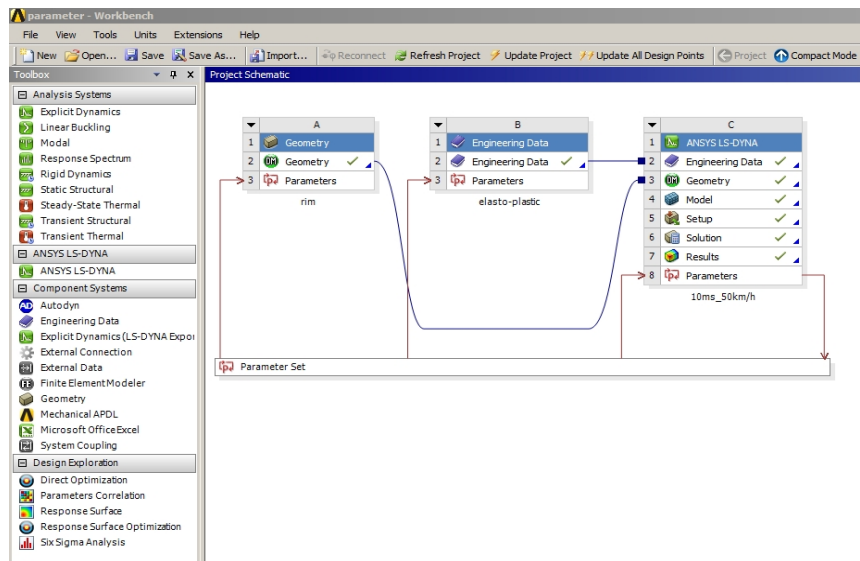 parameter - Workbench
File View Tools Units Extensions Help
New Open... Save Save As... Import... Reconnect Refresh Project Update Project Update All Design Points Project Compact Mode
Toolbox
Analysis Systems
Explicit Dynamics
Linear Buckling
Modal
Response Spectrum
Rigid Dynamics
Static Structural
Steady-State Thermal
Transient Structural
Transient Thermal
ANSYS LS-DYNA
ANSYS LS-DYNA
Component Systems
Autodyn
Engineering Data
Explicit Dynamics (LS-DYNA Expor
External Connection
External Data
Finite Element Modeler
Geometry
Mechanical APDL
Microsoft Office Excel
System Coupling
Design Exploration
Direct Optimization
Parameters Correlation
Response Surface
Response Surface Optimization
Six Sigma Analysis
Project Schematic
A
1 Geometry
2 Geometry
3 Parameters
rim
B
1 Engineering Data
2 Engineering Data
3 Parameters
elasto-plastic
C
1 ANSYS LS-DYNA
2 Engineering Data
3 Geometry
4 Model
5 Setup
6 Solution
7 Results
8 Parameters
10ms_50km/h
Parameter Set